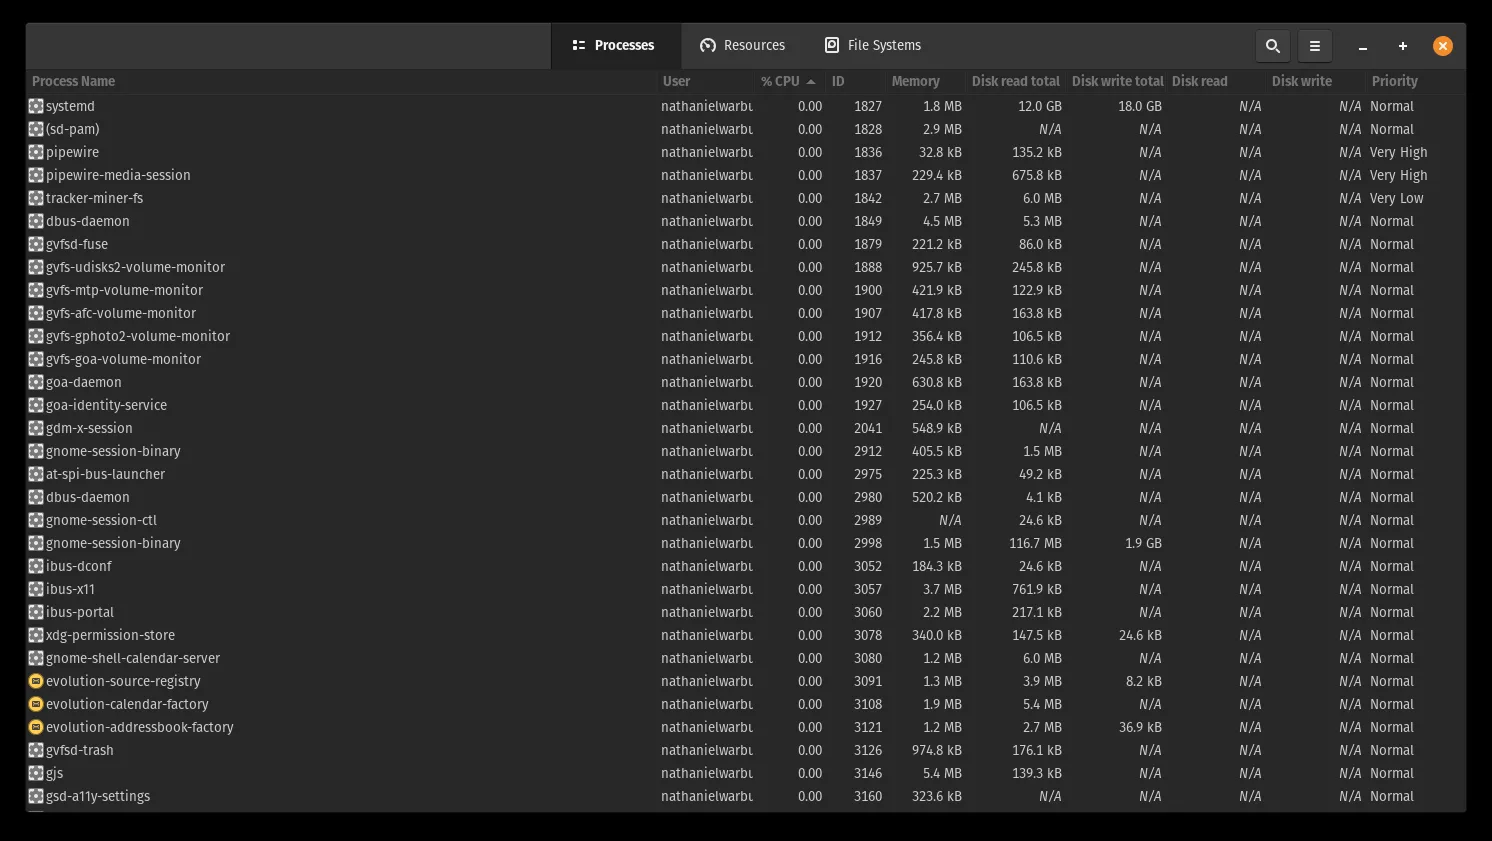 Processes Resources File Systems
Process Name User % CPU ID Memory Disk read total Disk write total Disk read Disk write Priority
systemd nathanielwarbu 0.00 1827 1.8 MB 12.0 GB 18.0 GB N/A N/A Normal
(sd-pam) nathanielwarbu 0.00 1828 2.9 MB N/A N/A N/A N/A Normal
pipewire nathanielwarbu 0.00 1836 32.8 kB 135.2 kB N/A N/A N/A Very High
pipewire-media-session nathanielwarbu 0.00 1837 229.4 kB 675.8 kB N/A N/A N/A Very High
tracker-miner-fs nathanielwarbu 0.00 1842 2.7 MB 6.0 MB N/A N/A N/A Very Low
dbus-daemon nathanielwarbu 0.00 1849 4.5 MB 5.3 MB N/A N/A N/A Normal
gvfsd-fuse nathanielwarbu 0.00 1879 221.2 kB 86.0 kB N/A N/A N/A Normal
gvfs-udisks2-volume-monitor nathanielwarbu 0.00 1888 925.7 kB 245.8 kB N/A N/A N/A Normal
gvfs-mtp-volume-monitor nathanielwarbu 0.00 1900 421.9 kB 122.9 kB N/A N/A N/A Normal
gvfs-afc-volume-monitor nathanielwarbu 0.00 1907 417.8 kB 163.8 kB N/A N/A N/A Normal
gvfs-gphoto2-volume-monitor nathanielwarbu 0.00 1912 356.4 kB 106.5 kB N/A N/A N/A Normal
gvfs-goa-volume-monitor nathanielwarbu 0.00 1916 245.8 kB 110.6 kB N/A N/A N/A Normal
goa-daemon nathanielwarbu 0.00 1920 630.8 kB 163.8 kB N/A N/A N/A Normal
goa-identity-service nathanielwarbu 0.00 1927 254.0 kB 106.5 kB N/A N/A N/A Normal
gdm-x-session nathanielwarbu 0.00 2041 548.9 kB N/A N/A N/A N/A Normal
gnome-session-binary nathanielwarbu 0.00 2912 405.5 kB 1.5 MB N/A N/A N/A Normal
at-spi-bus-launcher nathanielwarbu 0.00 2975 225.3 kB 49.2 kB N/A N/A N/A Normal
dbus-daemon nathanielwarbu 0.00 2980 520.2 kB 4.1 kB N/A N/A N/A Normal
gnome-session-ctl nathanielwarbu 0.00 2989 N/A 24.6 kB N/A N/A N/A Normal
gnome-session-binary nathanielwarbu 0.00 2998 1.5 MB 116.7 MB 1.9 GB N/A N/A Normal
ibus-dconf nathanielwarbu 0.00 3052 184.3 kB 24.6 kB N/A N/A N/A Normal
ibus-x11 nathanielwarbu 0.00 3057 3.7 MB 761.9 kB N/A N/A N/A Normal
ibus-portal nathanielwarbu 0.00 3060 2.2 MB 217.1 kB N/A N/A N/A Normal
xdg-permission-store nathanielwarbu 0.00 3078 340.0 kB 147.5 kB 24.6 kB N/A N/A Normal
gnome-shell-calendar-server nathanielwarbu 0.00 3080 1.2 MB 6.0 MB N/A N/A N/A Normal
evolution-source-registry nathanielwarbu 0.00 3091 1.3 MB 3.9 MB 8.2 kB N/A N/A Normal
evolution-calendar-factory nathanielwarbu 0.00 3108 1.9 MB 5.4 MB N/A N/A N/A Normal
evolution-addressbook-factory nathanielwarbu 0.00 3121 1.2 MB 2.7 MB 36.9 kB N/A N/A Normal
gvfsd-trash nathanielwarbu 0.00 3126 974.8 kB 176.1 kB N/A N/A N/A Normal
gjs nathanielwarbu 0.00 3146 5.4 MB 139.3 kB N/A N/A N/A Normal
gsd-a11y-settings nathanielwarbu 0.00 3160 323.6 kB N/A N/A N/A N/A Normal